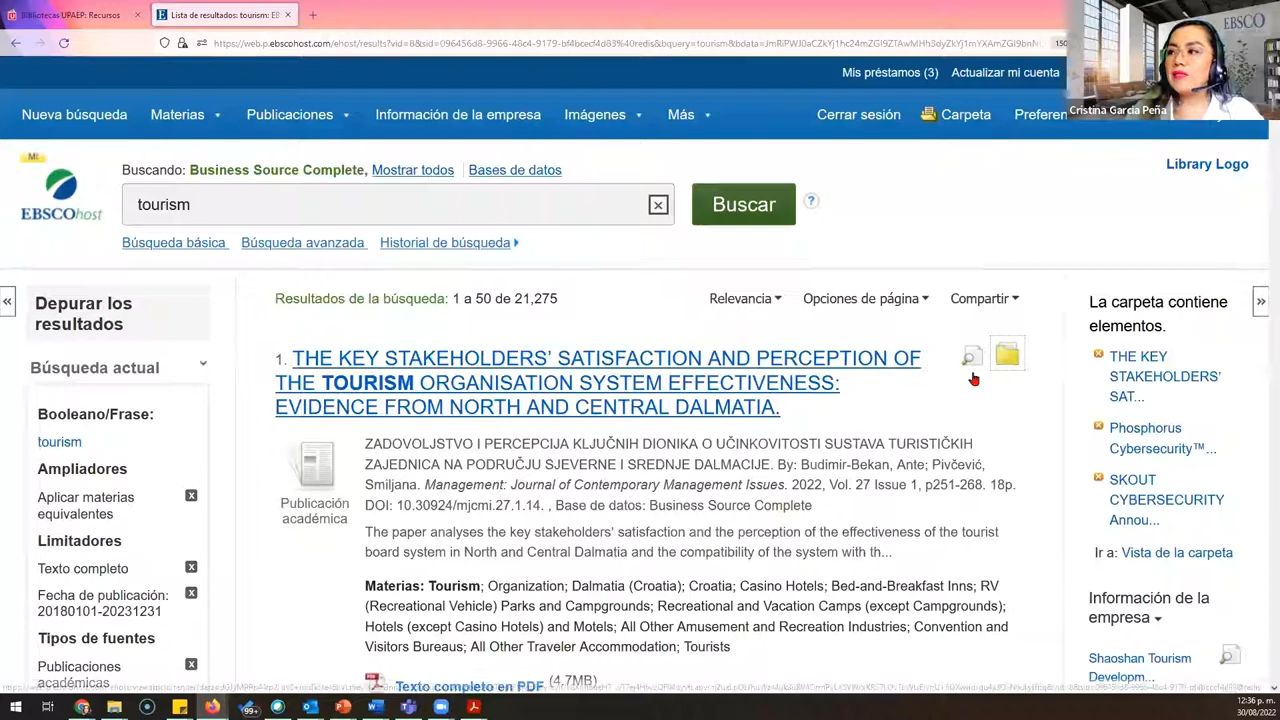 Bibliotecas UPAEP: Recursos
Lista de resultados: tourism: E
https://web.p.ebscohost.com/ehost/results?vid=8&sid=096456d8-9966-48c4-9179-bf4bcecf4d83%40redis&bquery=tourism&bdata=
Mis préstamos (3) Actualizar mi cuenta
EBSCO
Cristina García Peña
Nueva búsqueda Materias Publicaciones Información de la empresa Imágenes Más Cerrar sesión Carpeta Preferen
MI
EBSCOhost
Buscando: Business Source Complete, Mostrar todos Bases de datos
Library Logo
tourism
Buscar
?
Búsqueda básica Búsqueda avanzada Historial de búsqueda
«
Depurar los
resultados
Búsqueda actual
Booleano/Frase:
tourism
Ampliadores
Aplicar materias
equivalentes
Limitadores
Texto completo
Fecha de publicación:
20180101-20231231
Tipos de fuentes
Publicaciones
académicas
Resultados de la búsqueda: 1 a 50 de 21,275
Relevancia Opciones de página Compartir
1. THE KEY STAKEHOLDERS' SATISFACTION AND PERCEPTION OF
THE TOURISM ORGANISATION SYSTEM EFFECTIVENESS:
EVIDENCE FROM NORTH AND CENTRAL DALMATIA.
Publicación
académica
ZADOVOLJSTVO I PERCEPCIJA KLJUČNIH DIONIKA O UČINKOVITOSTI SUSTAVA TURISTIČKIH
ZAJEDNICA NA PODRUČJU SJEVERNE I SREDNJE DALMACIJE. By: Budimir-Bekan, Ante; Pivčević,
Smiljana. Management: Journal of Contemporary Management Issues. 2022, Vol. 27 Issue 1, p251-268. 18p.
DOI: 10.30924/mjcmi.27.1.14. , Base de datos: Business Source Complete
The paper analyses the key stakeholders' satisfaction and the perception of the effectiveness of the tourist
board system in North and Central Dalmatia and the compatibility of the system with th...
Materias: Tourism; Organization; Dalmatia (Croatia); Croatia; Casino Hotels; Bed-and-Breakfast Inns; RV
(Recreational Vehicle) Parks and Campgrounds; Recreational and Vacation Camps (except Campgrounds);
Hotels (except Casino Hotels) and Motels; All Other Amusement and Recreation Industries; Convention and
Visitors Bureaus; All Other Traveler Accommodation; Tourists
Texto completo en PDF (4.7MB)
»
La carpeta contiene
elementos.
THE KEY
STAKEHOLDERS'
SAT...
Phosphorus
Cybersecurity™...
SKOUT
CYBERSECURITY
Annou...
Ir a: Vista de la carpeta
Información de la
empresa
Shaoshan Tourism
Developm...
99+
12:36 p. m.
30/08/2022